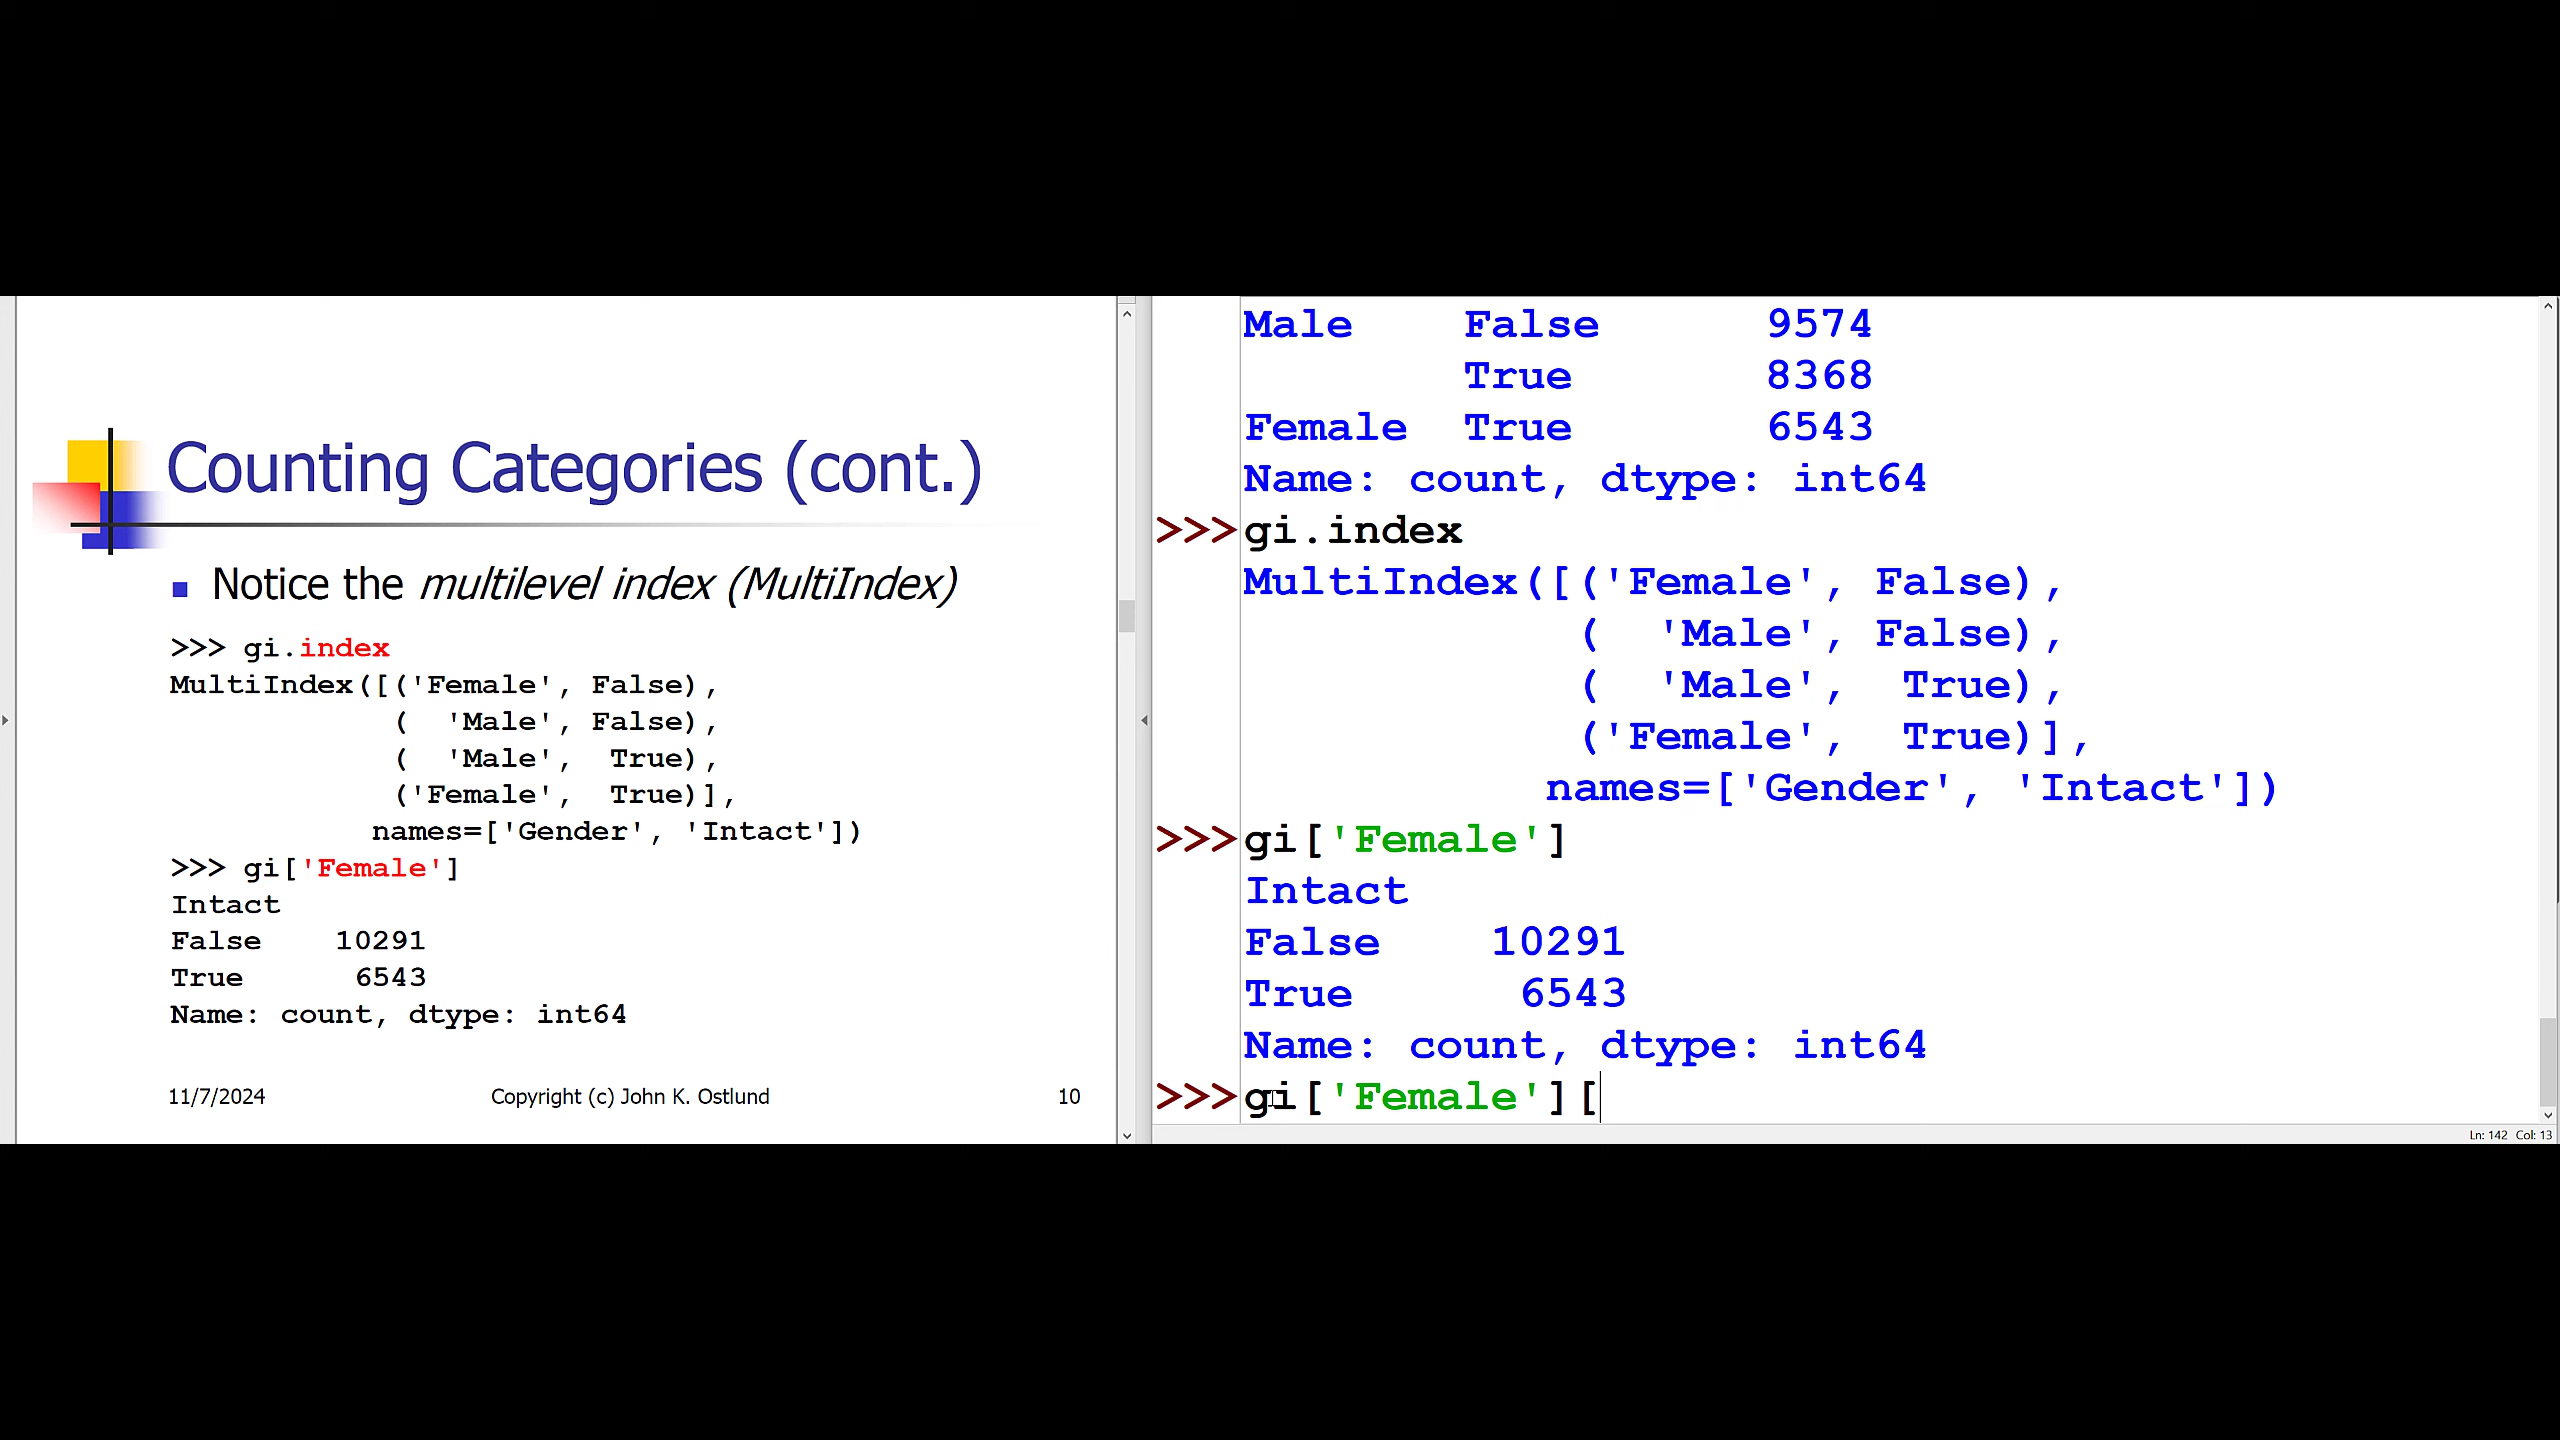 Counting Categories (cont.)
Notice the multilevel index (MultiIndex)
>>> gi.index
MultiIndex([('Female', False),
            (  'Male', False),
            (  'Male',  True),
            ('Female',  True)],
           names=['Gender', 'Intact'])
>>> gi['Female']
Intact
False    10291
True      6543
Name: count, dtype: int64
11/7/2024 Copyright (c) John K. Ostlund 10
Male    False      9574
        True       8368
Female  True       6543
Name: count, dtype: int64
>>> gi.index
MultiIndex([('Female', False),
            (  'Male', False),
            (  'Male',  True),
            ('Female',  True)],
           names=['Gender', 'Intact'])
>>> gi['Female']
Intact
False    10291
True      6543
Name: count, dtype: int64
>>> gi['Female'][
Ln: 142 Col: 13